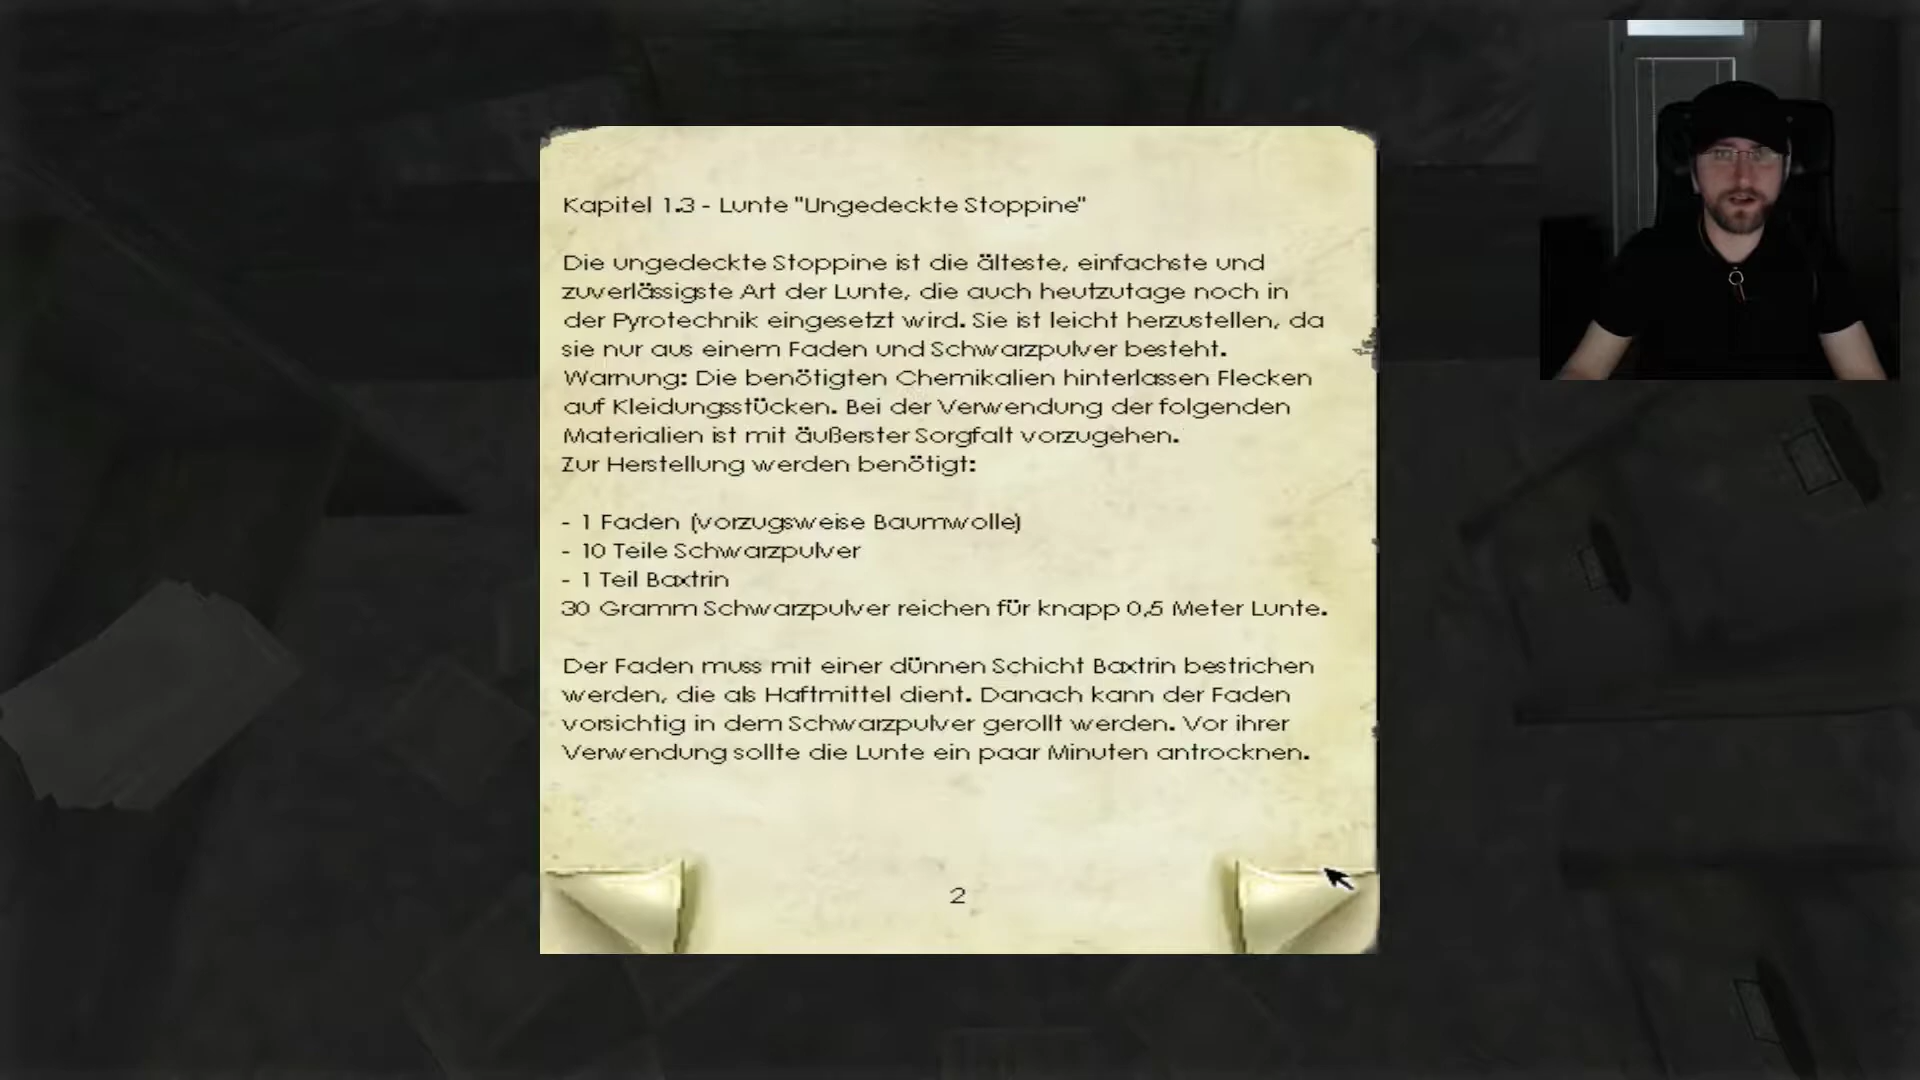 Kapitel 1.3 - Lunte "Ungedeckte Stoppine"
Die ungedeckte Stoppine ist die älteste, einfachste und
zuverlässigste Art der Lunte, die auch heutzutage noch in
der Pyrotechnik eingesetzt wird. Sie ist leicht herzustellen, da
sie nur aus einem Faden und Schwarzpulver besteht.
Warnung: Die benötigten Chemikalien hinterlassen Flecken
auf Kleidungsstücken. Bei der Verwendung der folgenden
Materialien ist mit äußerster Sorgfalt vorzugehen.
Zur Herstellung werden benötigt:
- 1 Faden (vorzugsweise Baumwolle)
- 10 Teile Schwarzpulver
- 1 Teil Baxtrin
30 Gramm Schwarzpulver reichen für knapp 0,5 Meter Lunte.
Der Faden muss mit einer dünnen Schicht Baxtrin bestrichen
werden, die als Haftmittel dient. Danach kann der Faden
vorsichtig in dem Schwarzpulver gerollt werden. Vor ihrer
Verwendung sollte die Lunte ein paar Minuten antrocknen.
2